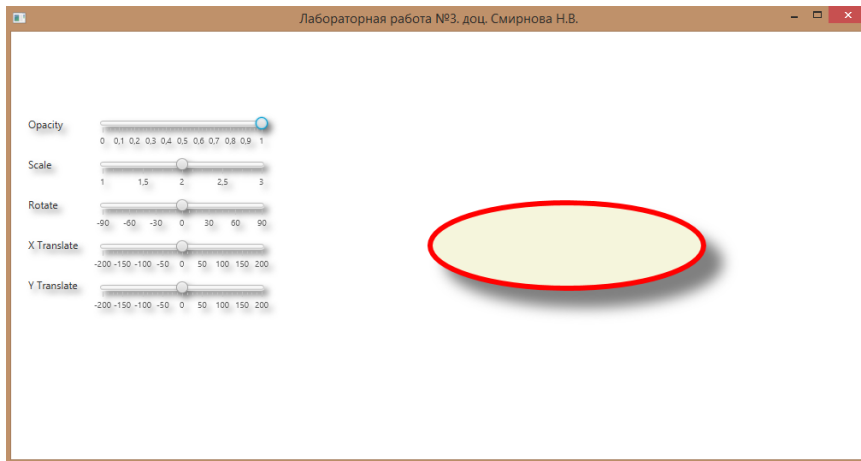 Лабораторная работа №3. доц. Смирнова Н.В.
Opacity
0 0,1 0,2 0,3 0,4 0,5 0,6 0,7 0,8 0,9 1
Scale
1 1,5 2 2,5 3
Rotate
-90 -60 -30 0 30 60 90
X Translate
-200 -150 -100 -50 0 50 100 150 200
Y Translate
-200 -150 -100 -50 0 50 100 150 200